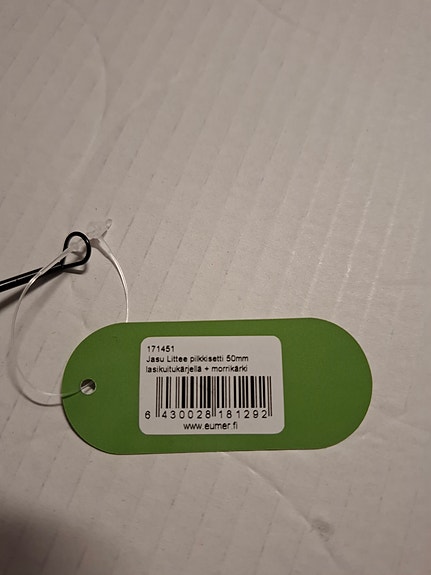 171451
Jasu Littee pilkkisetti 50mm
lasikuitukärjellä + morrikärki
6 430028 181292
www.eumer.fi